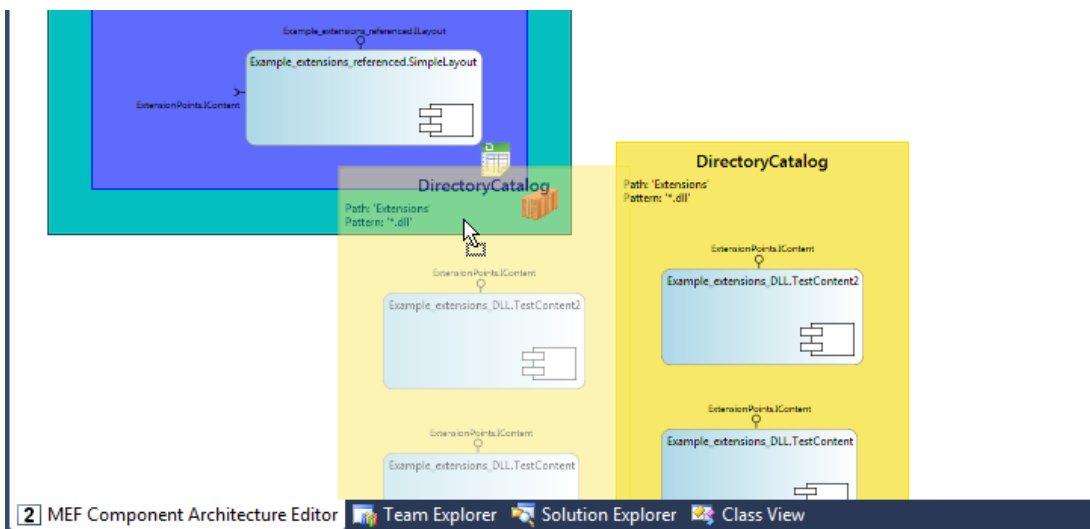 Example_extensions_referenced.ILayout
Example_extensions_referenced.SimpleLayout
ExtensionPoints.IContent
DirectoryCatalog
Path: 'Extensions'
Pattern: '*.dll'
ExtensionPoints.IContent
Example_extensions_DLL.TestContent2
ExtensionPoints.IContent
Example_extensions_DLL.TestContent
DirectoryCatalog
Path: 'Extensions'
Pattern: '*.dll'
ExtensionPoints.IContent
Example_extensions_DLL.TestContent2
ExtensionPoints.IContent
Example_extensions_DLL.TestContent
2 MEF Component Architecture Editor Team Explorer Solution Explorer Class View